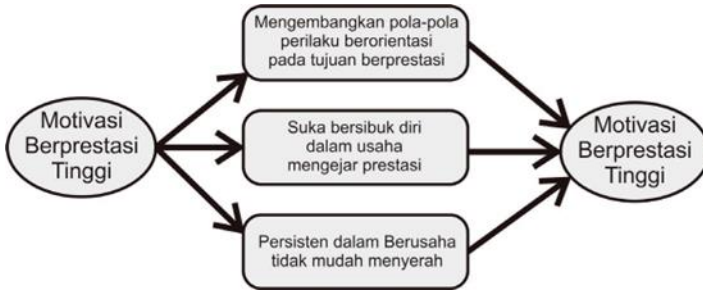 Motivasi
Berprestasi
Tinggi
Mengembangkan pola-pola
perilaku berorientasi
pada tujuan berprestasi
Suka bersibuk diri
dalam usaha
mengejar prestasi
Persisten dalam Berusaha
tidak mudah menyerah
Motivasi
Berprestasi
Tinggi